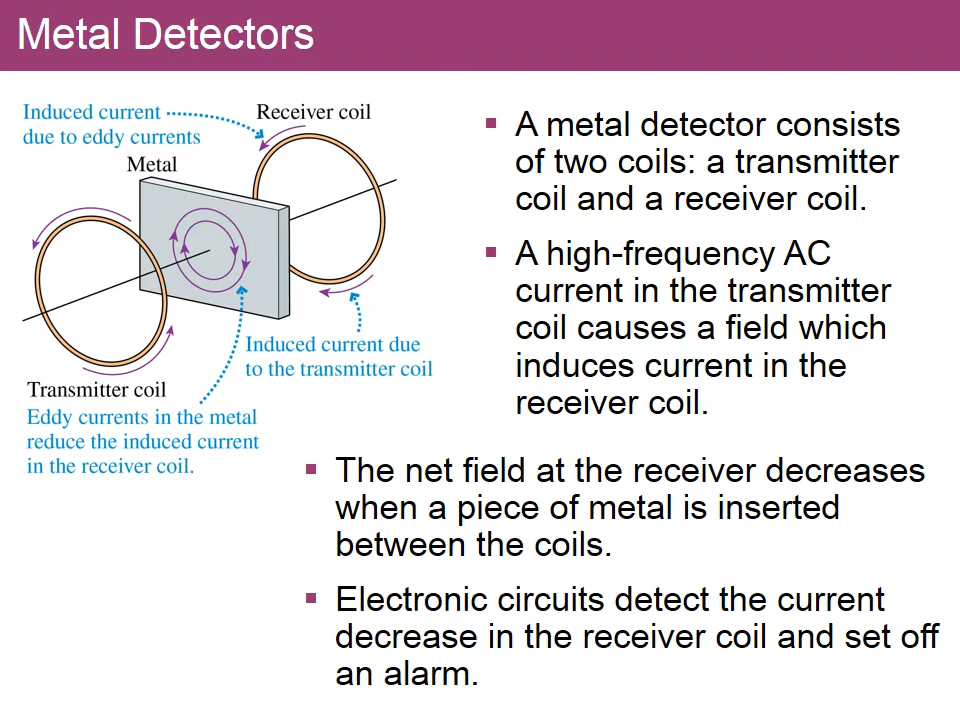 Metal Detectors
Induced current
due to eddy currents
Receiver coil
Metal
Induced current due
to the transmitter coil
Transmitter coil
Eddy currents in the metal
reduce the induced current
in the receiver coil.
▪ A metal detector consists
of two coils: a transmitter
coil and a receiver coil.
▪ A high-frequency AC
current in the transmitter
coil causes a field which
induces current in the
receiver coil.
▪ The net field at the receiver decreases
when a piece of metal is inserted
between the coils.
▪ Electronic circuits detect the current
decrease in the receiver coil and set off
an alarm.